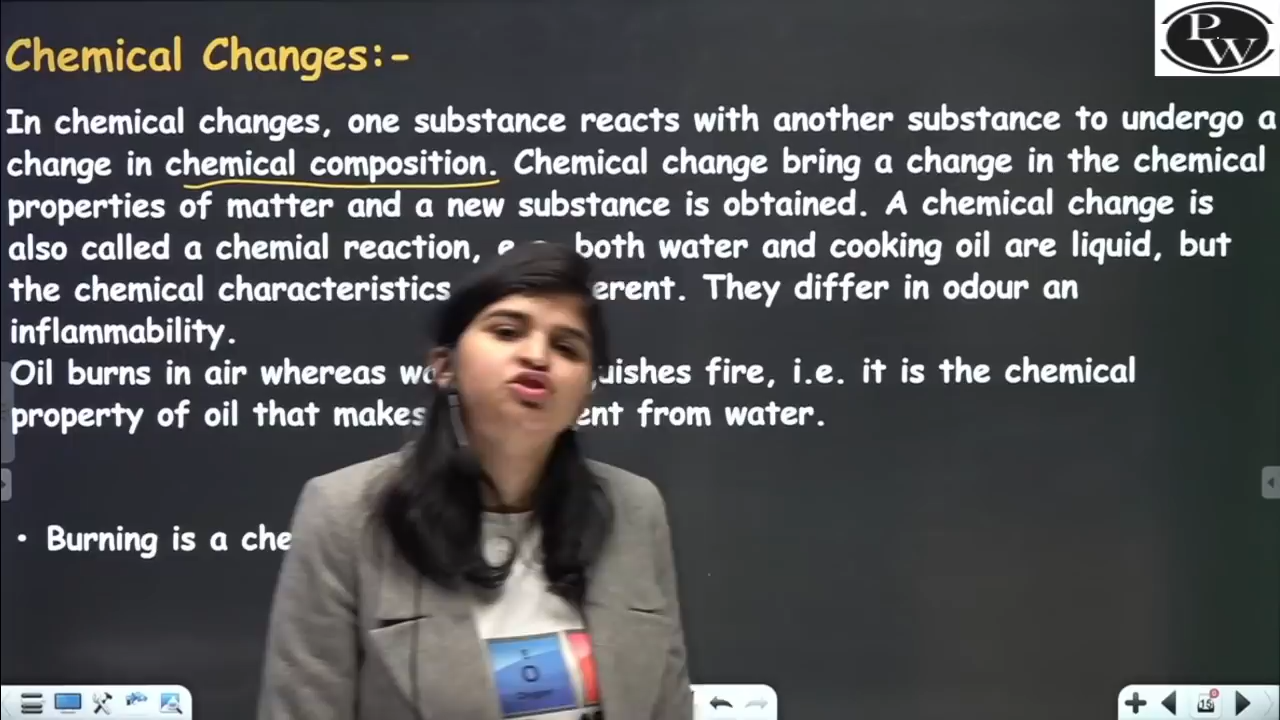 PW
Chemical Changes:-
In chemical changes, one substance reacts with another substance to undergo a
change in chemical composition. Chemical change bring a change in the chemical
properties of matter and a new substance is obtained. A chemical change is
also called a chemial reaction, both water and cooking oil are liquid, but
the chemical characteristics They differ in odour an
inflammability.
Oil burns in air whereas fire, i.e. it is the chemical
property of oil that makes from water.
• Burning is a
O